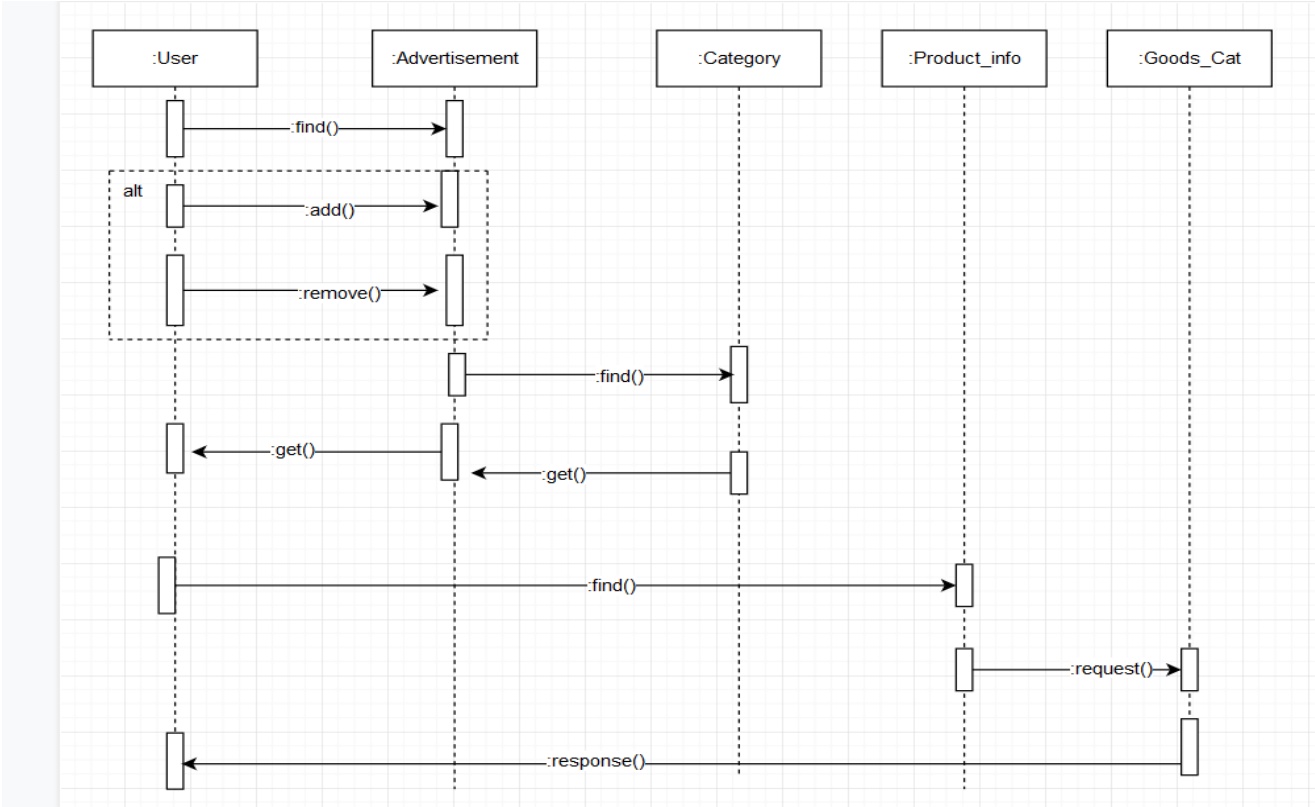 :User
:Advertisement
:Category
:Product_info
:Goods_Cat
:find()
alt
:add()
:remove()
:find()
:get()
:get()
:find()
:request()
:response()